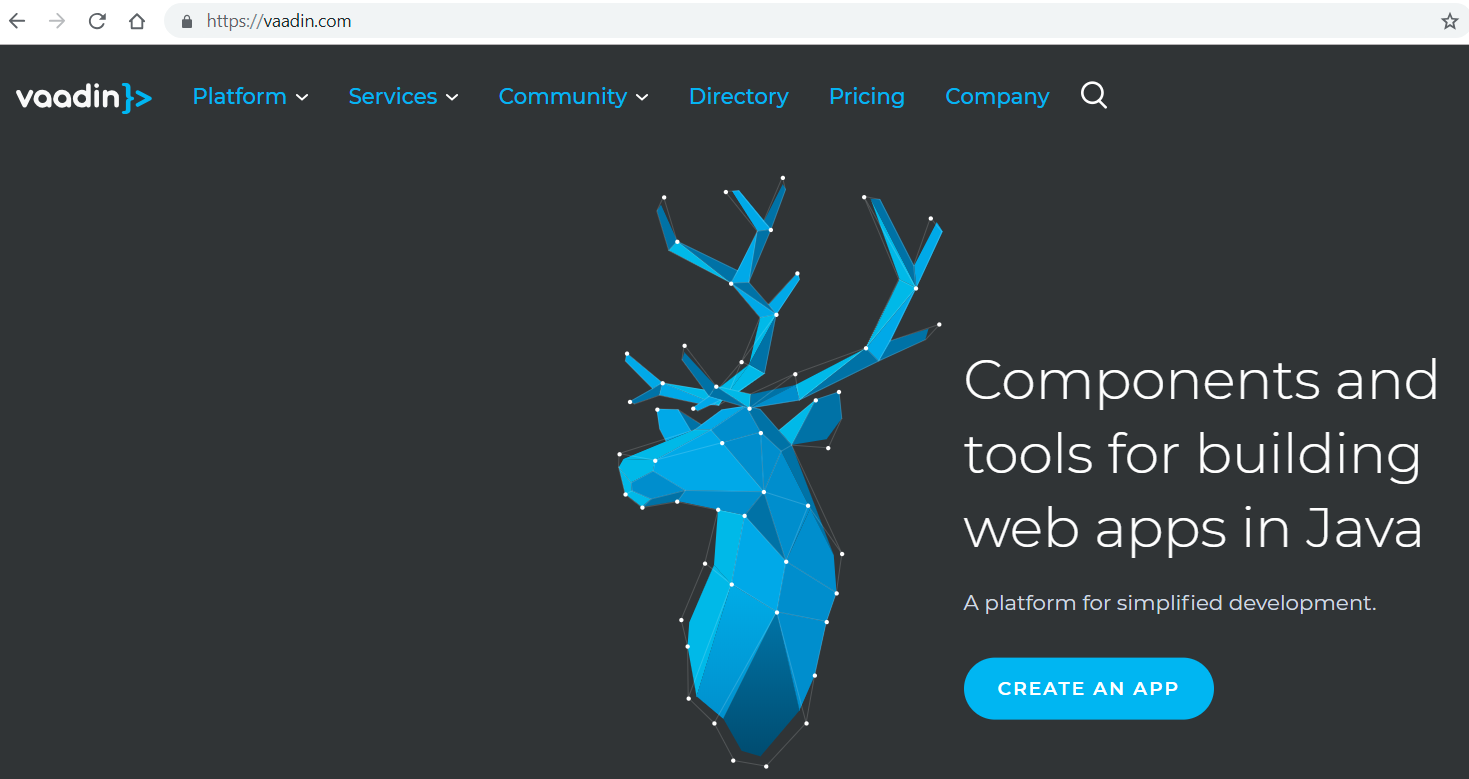 https://vaadin.com
vaadin}>
Platform Services Community Directory Pricing Company
Components and
tools for building
web apps in Java
A platform for simplified development.
CREATE AN APP